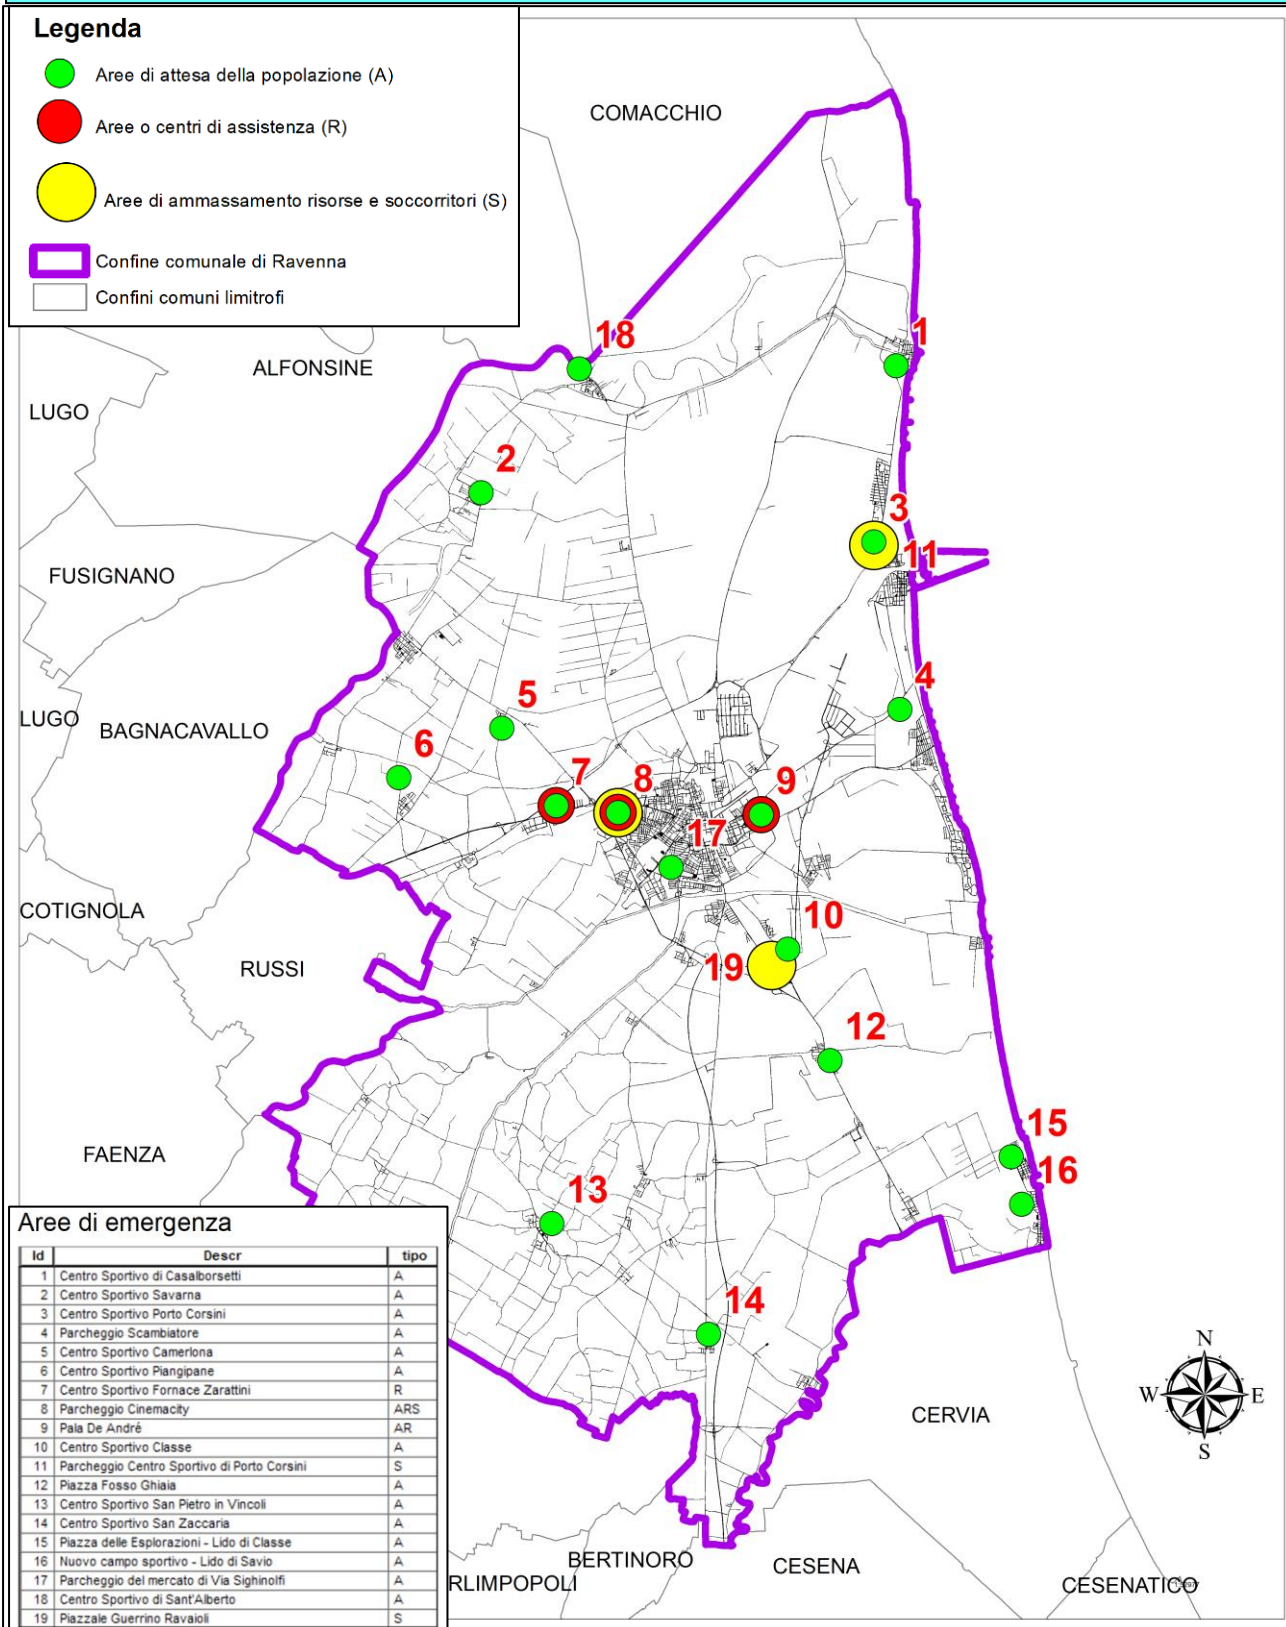 Legenda
Aree di attesa della popolazione (A)
Aree o centri di assistenza (R)
Aree di ammassamento risorse e soccorritori (S)
Confine comunale di Ravenna
Confini comuni limitrofi
COMACCHIO
18
1
ALFONSINE
LUGO
2
3
11
FUSIGNANO
4
5
LUGO
BAGNACAVALLO
6
7
8
9
17
COTIGNOLA
10
RUSSI
19
12
FAENZA
15
16
13
14
N
W
E
S
CERVIA
BERTINORO
CESENA
RLIMPOPOLI
CESENATICO
Aree di emergenza
Id Descr tipo
1 Centro Sportivo di Casalborsetti A
2 Centro Sportivo Savarna A
3 Centro Sportivo Porto Corsini A
4 Parcheggio Scambiatore A
5 Centro Sportivo Camerlona A
6 Centro Sportivo Piangipane A
7 Centro Sportivo Fornace Zarattini R
8 Parcheggio Cinemacity ARS
9 Pala De André AR
10 Centro Sportivo Classe A
11 Parcheggio Centro Sportivo di Porto Corsini S
12 Piazza Fosso Ghiaia A
13 Centro Sportivo San Pietro in Vincoli A
14 Centro Sportivo San Zaccaria A
15 Piazza delle Esplorazioni - Lido di Classe A
16 Nuovo campo sportivo - Lido di Savio A
17 Parcheggio del mercato di Via Sighinolfi A
18 Centro Sportivo di Sant'Alberto A
19 Piazzale Guerrino Ravaioli S